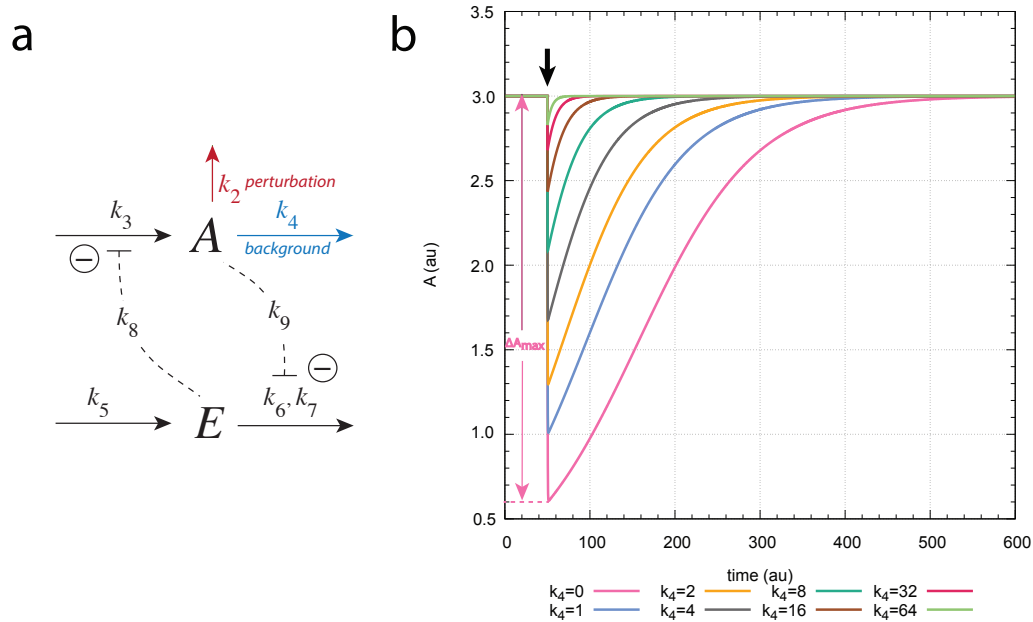 a
k3
k2 perturbation
k4
background
A
−
k8
k9
−
k5
k6, k7
E
b
3.5
3.0
2.5
2.0
1.5
1.0
0.5
A (au)
ΔAmax
0
100
200
300
400
500
600
time (au)
k4=0
k4=2
k4=8
k4=32
k4=1
k4=4
k4=16
k4=64